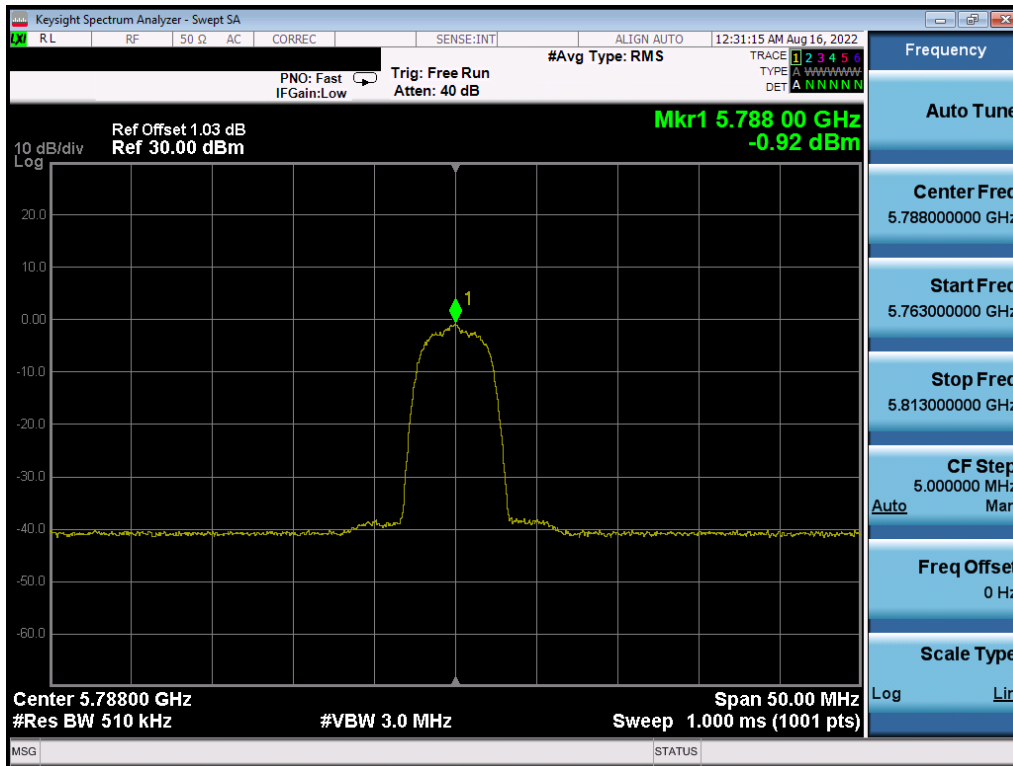 Keysight Spectrum Analyzer - Swept SA
LXI RL RF 50 Ω AC CORREC SENSE:INT ALIGN AUTO 12:31:15 AM Aug 16, 2022
#Avg Type: RMS
TRACE 1 2 3 4 5 6
PNO: Fast Trig: Free Run
TYPE A WWWWW
IFGain:Low Atten: 40 dB
DET A N N N N N
Mkr1 5.788 00 GHz
-0.92 dBm
Ref Offset 1.03 dB
10 dB/div Ref 30.00 dBm
Log
20.0
10.0
0.00
-10.0
-20.0
-30.0
-40.0
-50.0
-60.0
1
Center 5.78800 GHz Span 50.00 MHz
#Res BW 510 kHz #VBW 3.0 MHz Sweep 1.000 ms (1001 pts)
MSG STATUS
Frequency
Auto Tune
Center Freq
5.788000000 GHz
Start Freq
5.763000000 GHz
Stop Freq
5.813000000 GHz
CF Step
5.000000 MHz
Auto Man
Freq Offset
0 Hz
Scale Type
Log Lin